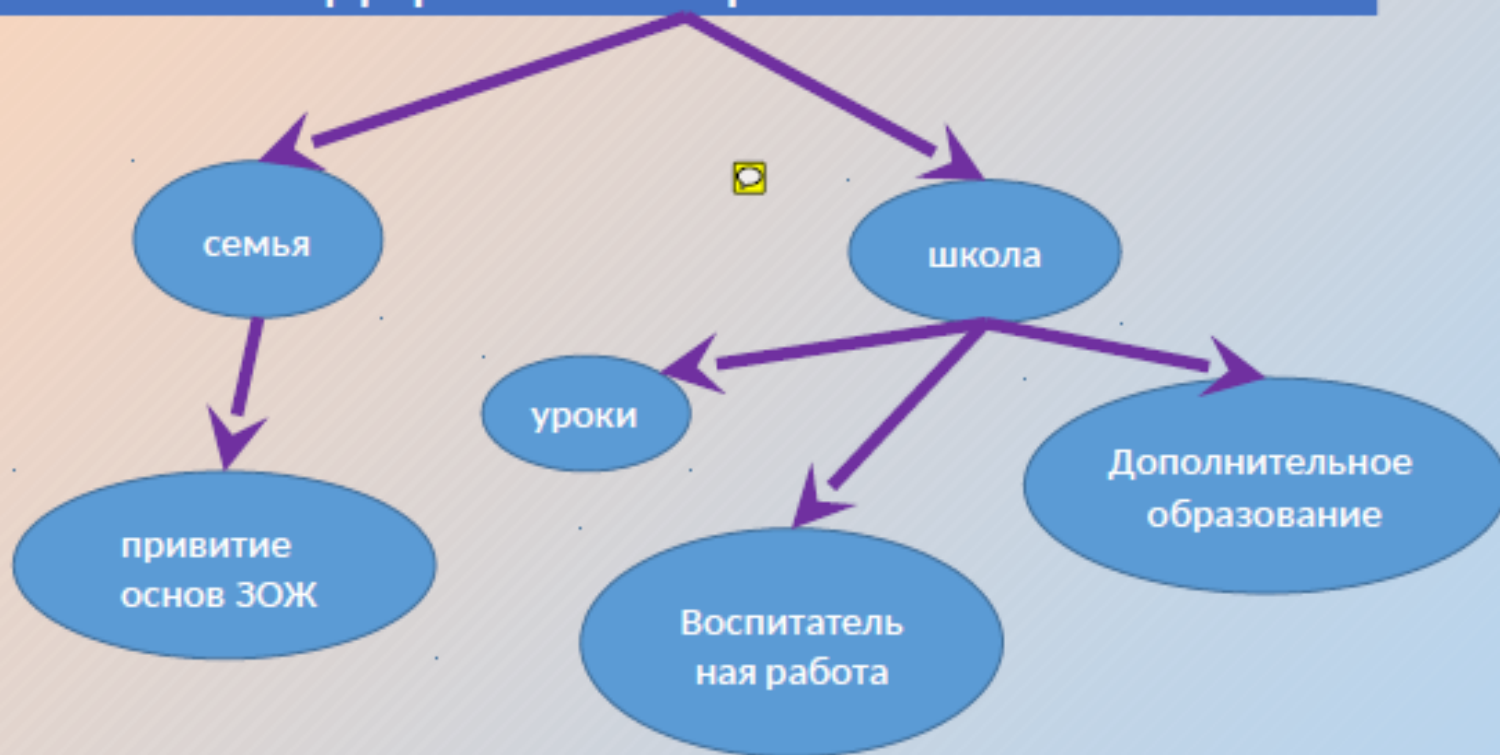 семья
школа
уроки
Дополнительное
образование
привитие
основ ЗОЖ
Воспитатель
ная работа